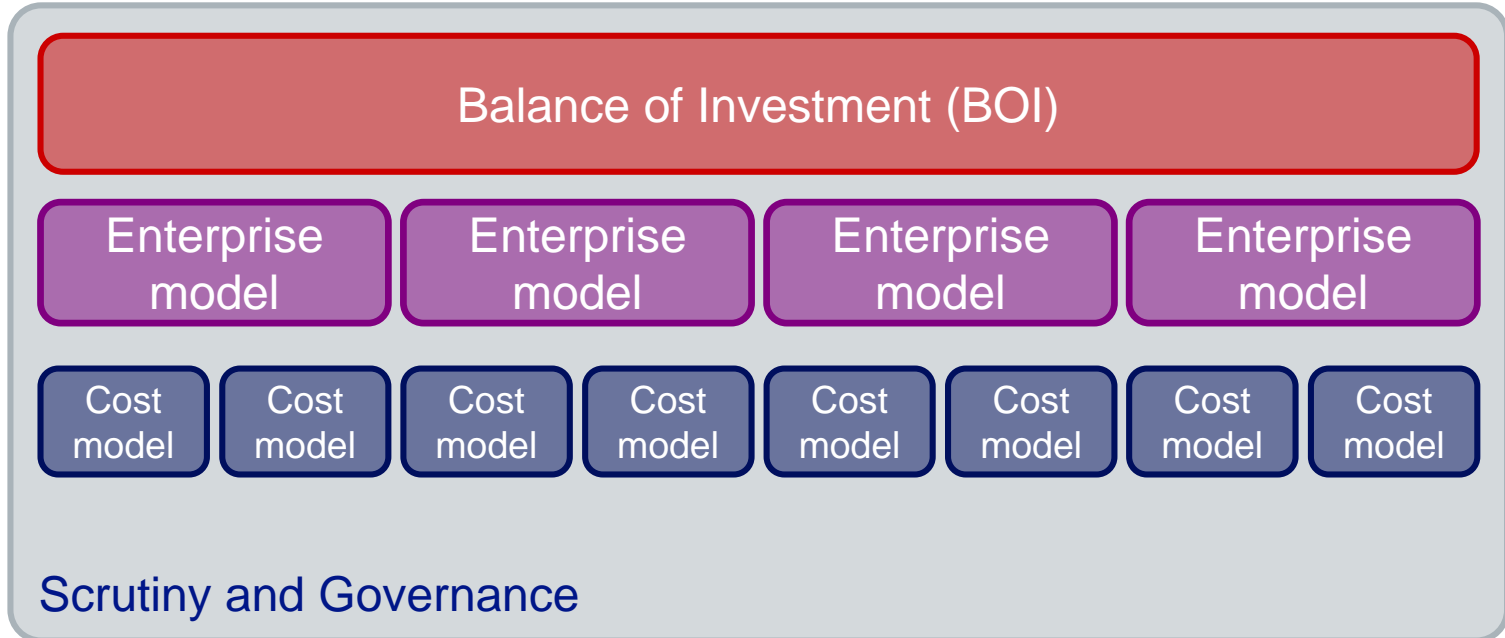 Balance of Investment (BOI)
Enterprise
model
Enterprise
model
Enterprise
model
Enterprise
model
Cost
model
Cost
model
Cost
model
Cost
model
Cost
model
Cost
model
Cost
model
Cost
model
Scrutiny and Governance